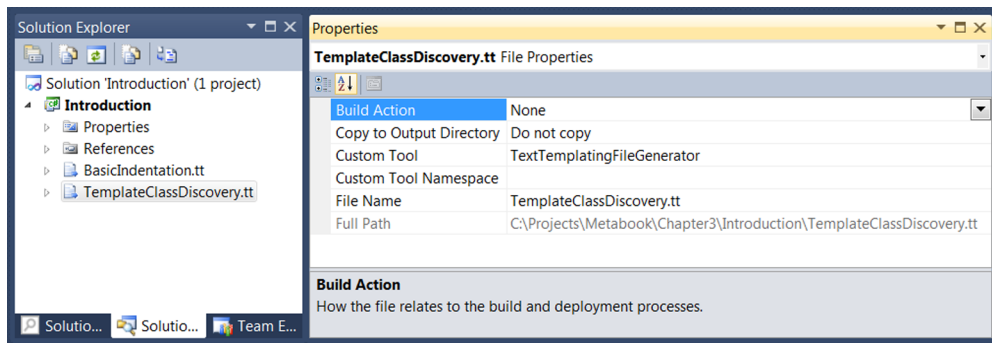 Solution Explorer
Solution 'Introduction' (1 project)
Introduction
Properties
References
BasicIndentation.tt
TemplateClassDiscovery.tt
Solutio...
Solutio...
Team E...
Properties
TemplateClassDiscovery.tt File Properties
Build Action None
Copy to Output Directory Do not copy
Custom Tool TextTemplatingFileGenerator
Custom Tool Namespace
File Name TemplateClassDiscovery.tt
Full Path C:\Projects\Metabook\Chapter3\Introduction\TemplateClassDiscovery.tt
Build Action
How the file relates to the build and deployment processes.